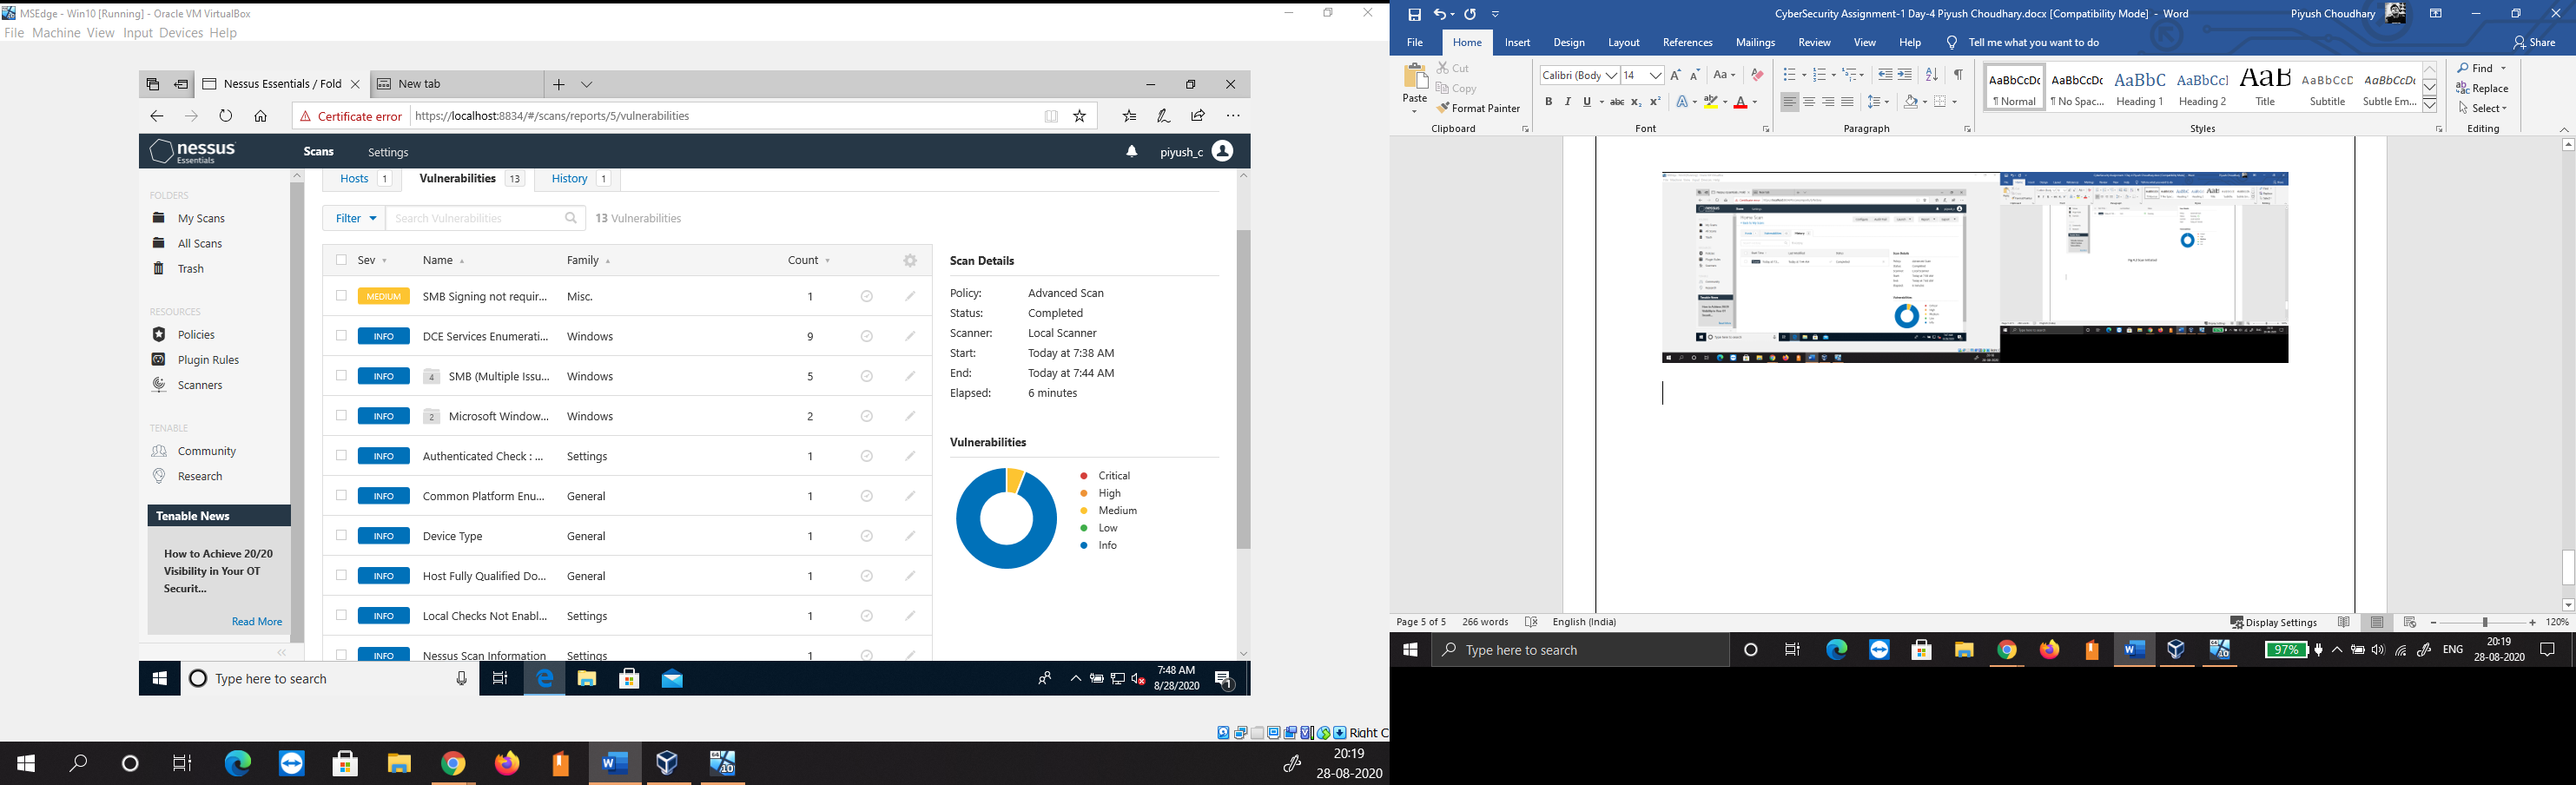 MSEdge - Win10 [Running] - Oracle VM VirtualBox
File Machine View Input Devices Help
Nessus Essentials / Fold
New tab
Certificate error
https://localhost:8834/#/scans/reports/5/vulnerabilities
nessus
Essentials
Scans
Settings
piyush_c
FOLDERS
My Scans
All Scans
Trash
RESOURCES
Policies
Plugin Rules
Scanners
TENABLE
Community
Research
Tenable News
How to Achieve 20/20
Visibility in Your OT
Securit...
Read More
Hosts 1
Vulnerabilities 13
History 1
Filter
Search Vulnerabilities
13 Vulnerabilities
Sev Name Family Count
MEDIUM SMB Signing not requir... Misc. 1
INFO DCE Services Enumerati... Windows 9
INFO 4 SMB (Multiple Issu... Windows 5
INFO 2 Microsoft Window... Windows 2
INFO Authenticated Check : ... Settings 1
INFO Common Platform Enu... General 1
INFO Device Type General 1
INFO Host Fully Qualified Do... General 1
INFO Local Checks Not Enabl... Settings 1
INFO Nessus Scan Information Settings 1
Scan Details
Policy: Advanced Scan
Status: Completed
Scanner: Local Scanner
Start: Today at 7:38 AM
End: Today at 7:44 AM
Elapsed: 6 minutes
Vulnerabilities
Critical
High
Medium
Low
Info
Type here to search
7:48 AM
8/28/2020
1
Right C
20:19
28-08-2020
CyberSecurity Assignment-1 Day-4 Piyush Choudhary.docx [Compatibility Mode] - Word
Piyush Choudhary
File Home Insert Design Layout References Mailings Review View Help Tell me what you want to do
Share
Paste
Cut
Copy
Format Painter
Clipboard
Calibri (Body 14
Font
Paragraph
AaBbCcDc AaBbCcDc AaBbC AaBbCcI AaB AaBbCcD AaBbCcDc
¶ Normal ¶ No Spac... Heading 1 Heading 2 Title Subtitle Subtle Em...
Styles
Find
Replace
Select
Editing
Page 5 of 5 266 words English (India)
Display Settings
120%
Type here to search
97%
ENG
20:19
28-08-2020